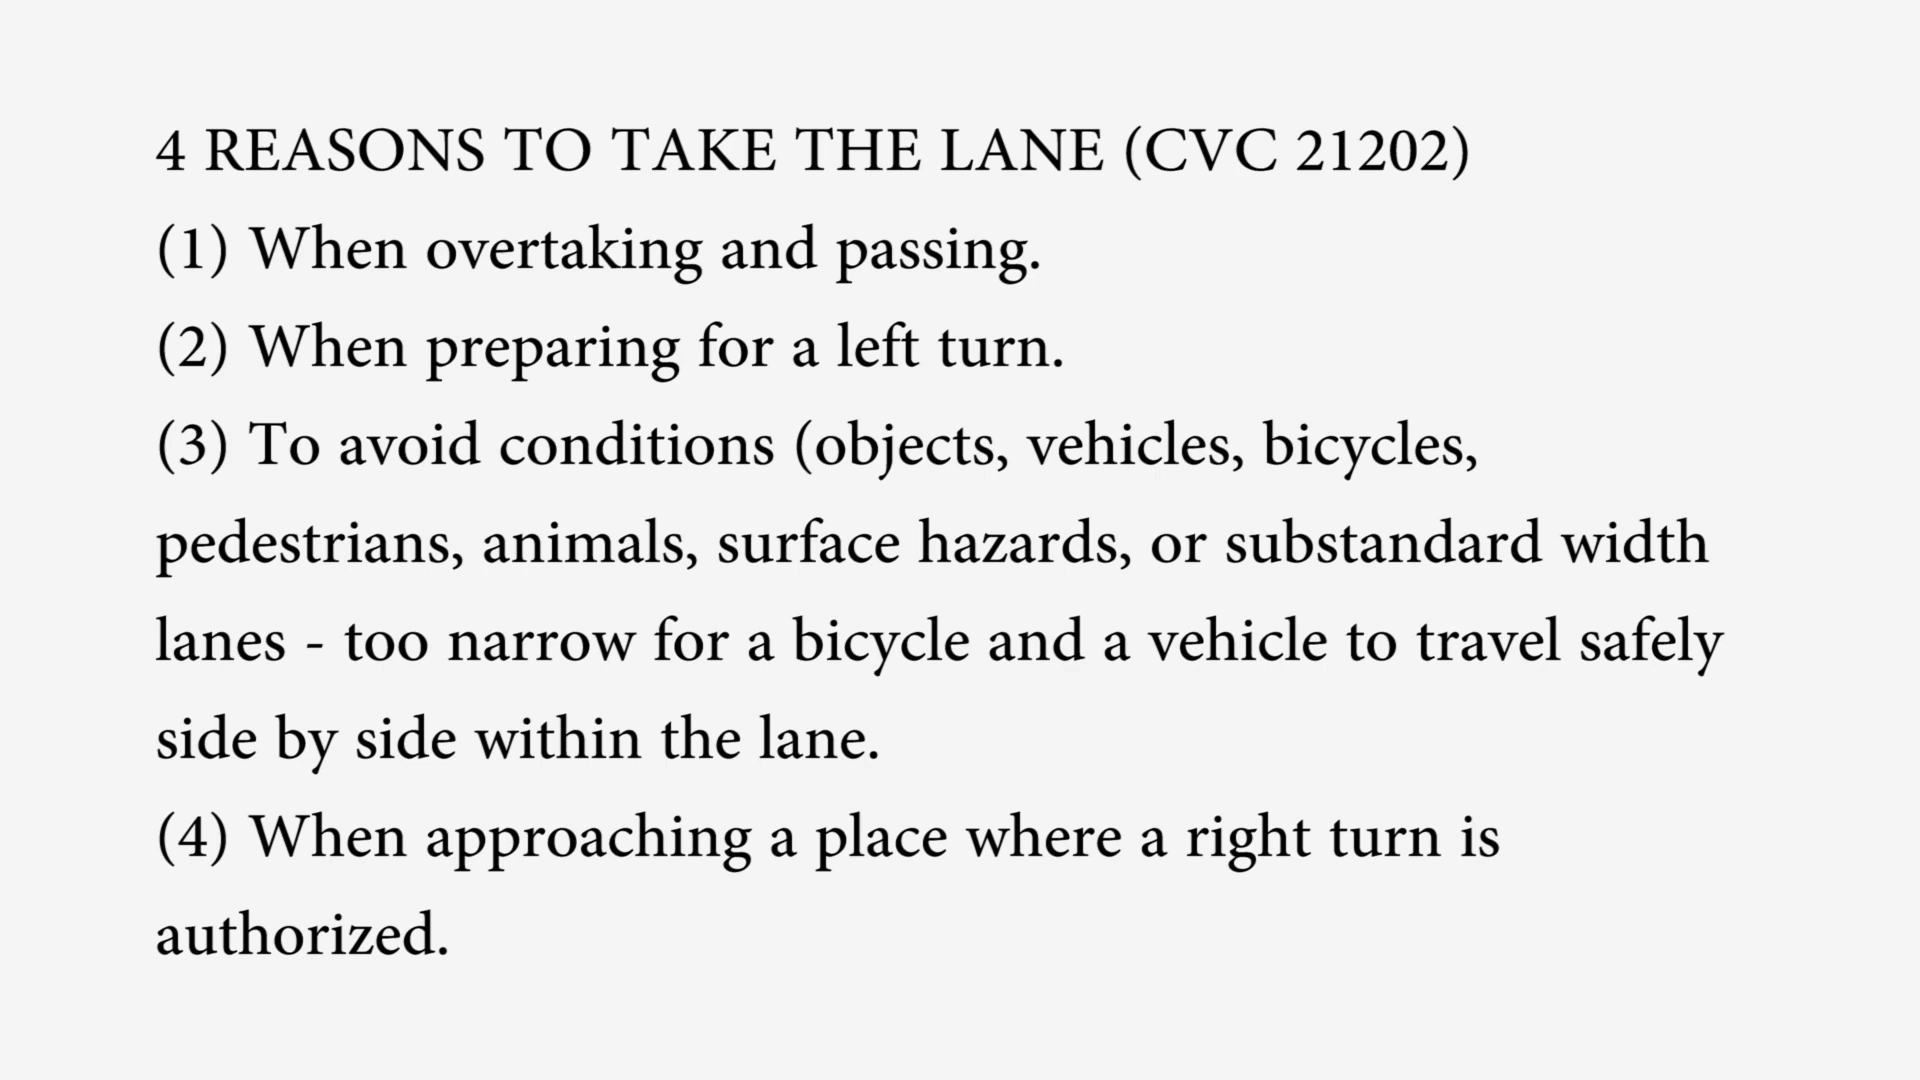 4 REASONS TO TAKE THE LANE (CVC 21202)
(1) When overtaking and passing.
(2) When preparing for a left turn.
(3) To avoid conditions (objects, vehicles, bicycles,
pedestrians, animals, surface hazards, or substandard width
lanes - too narrow for a bicycle and a vehicle to travel safely
side by side within the lane.
(4) When approaching a place where a right turn is
authorized.